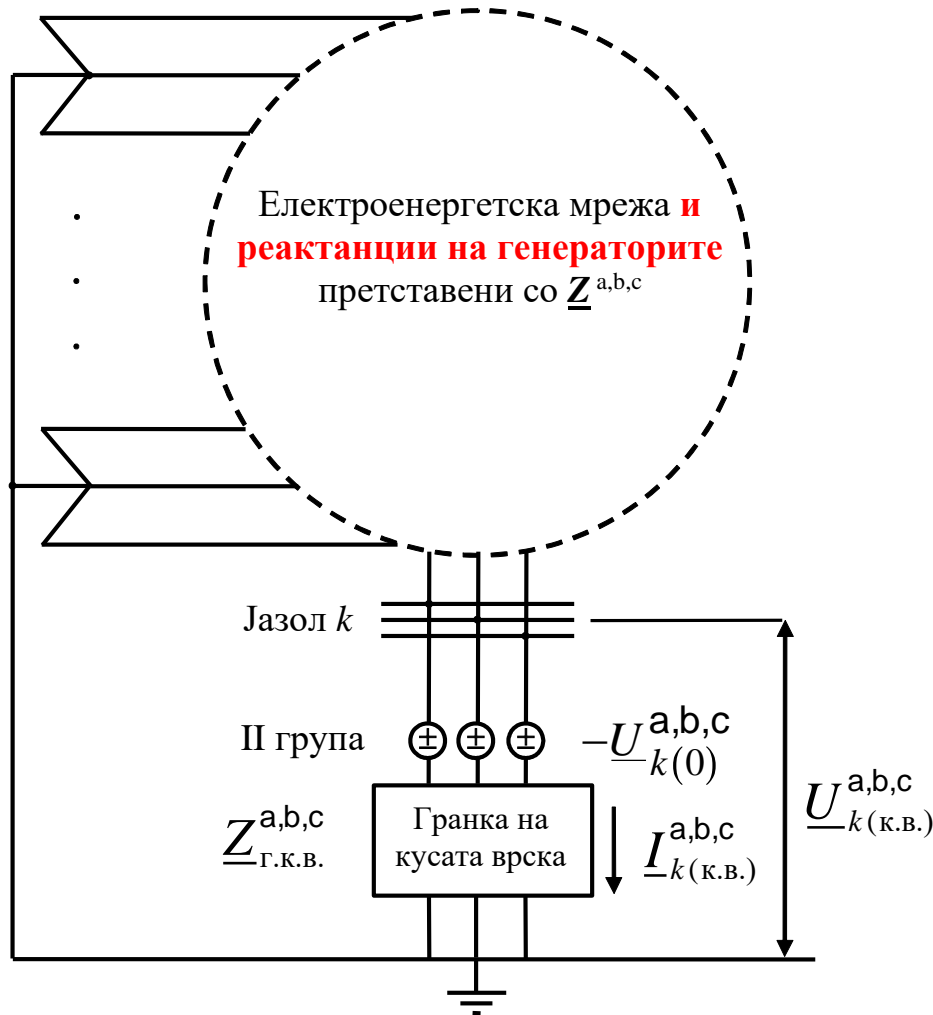 Електроенергетска мрежа и
реактанции на генераторите
претставени со Z a,b,c
Јазол k
II група
± ± ±
−U a,b,c k(0)
Z a,b,c г.к.в.
Гранка на
кусата врска
I a,b,c k(к.в.)
U a,b,c k(к.в.)